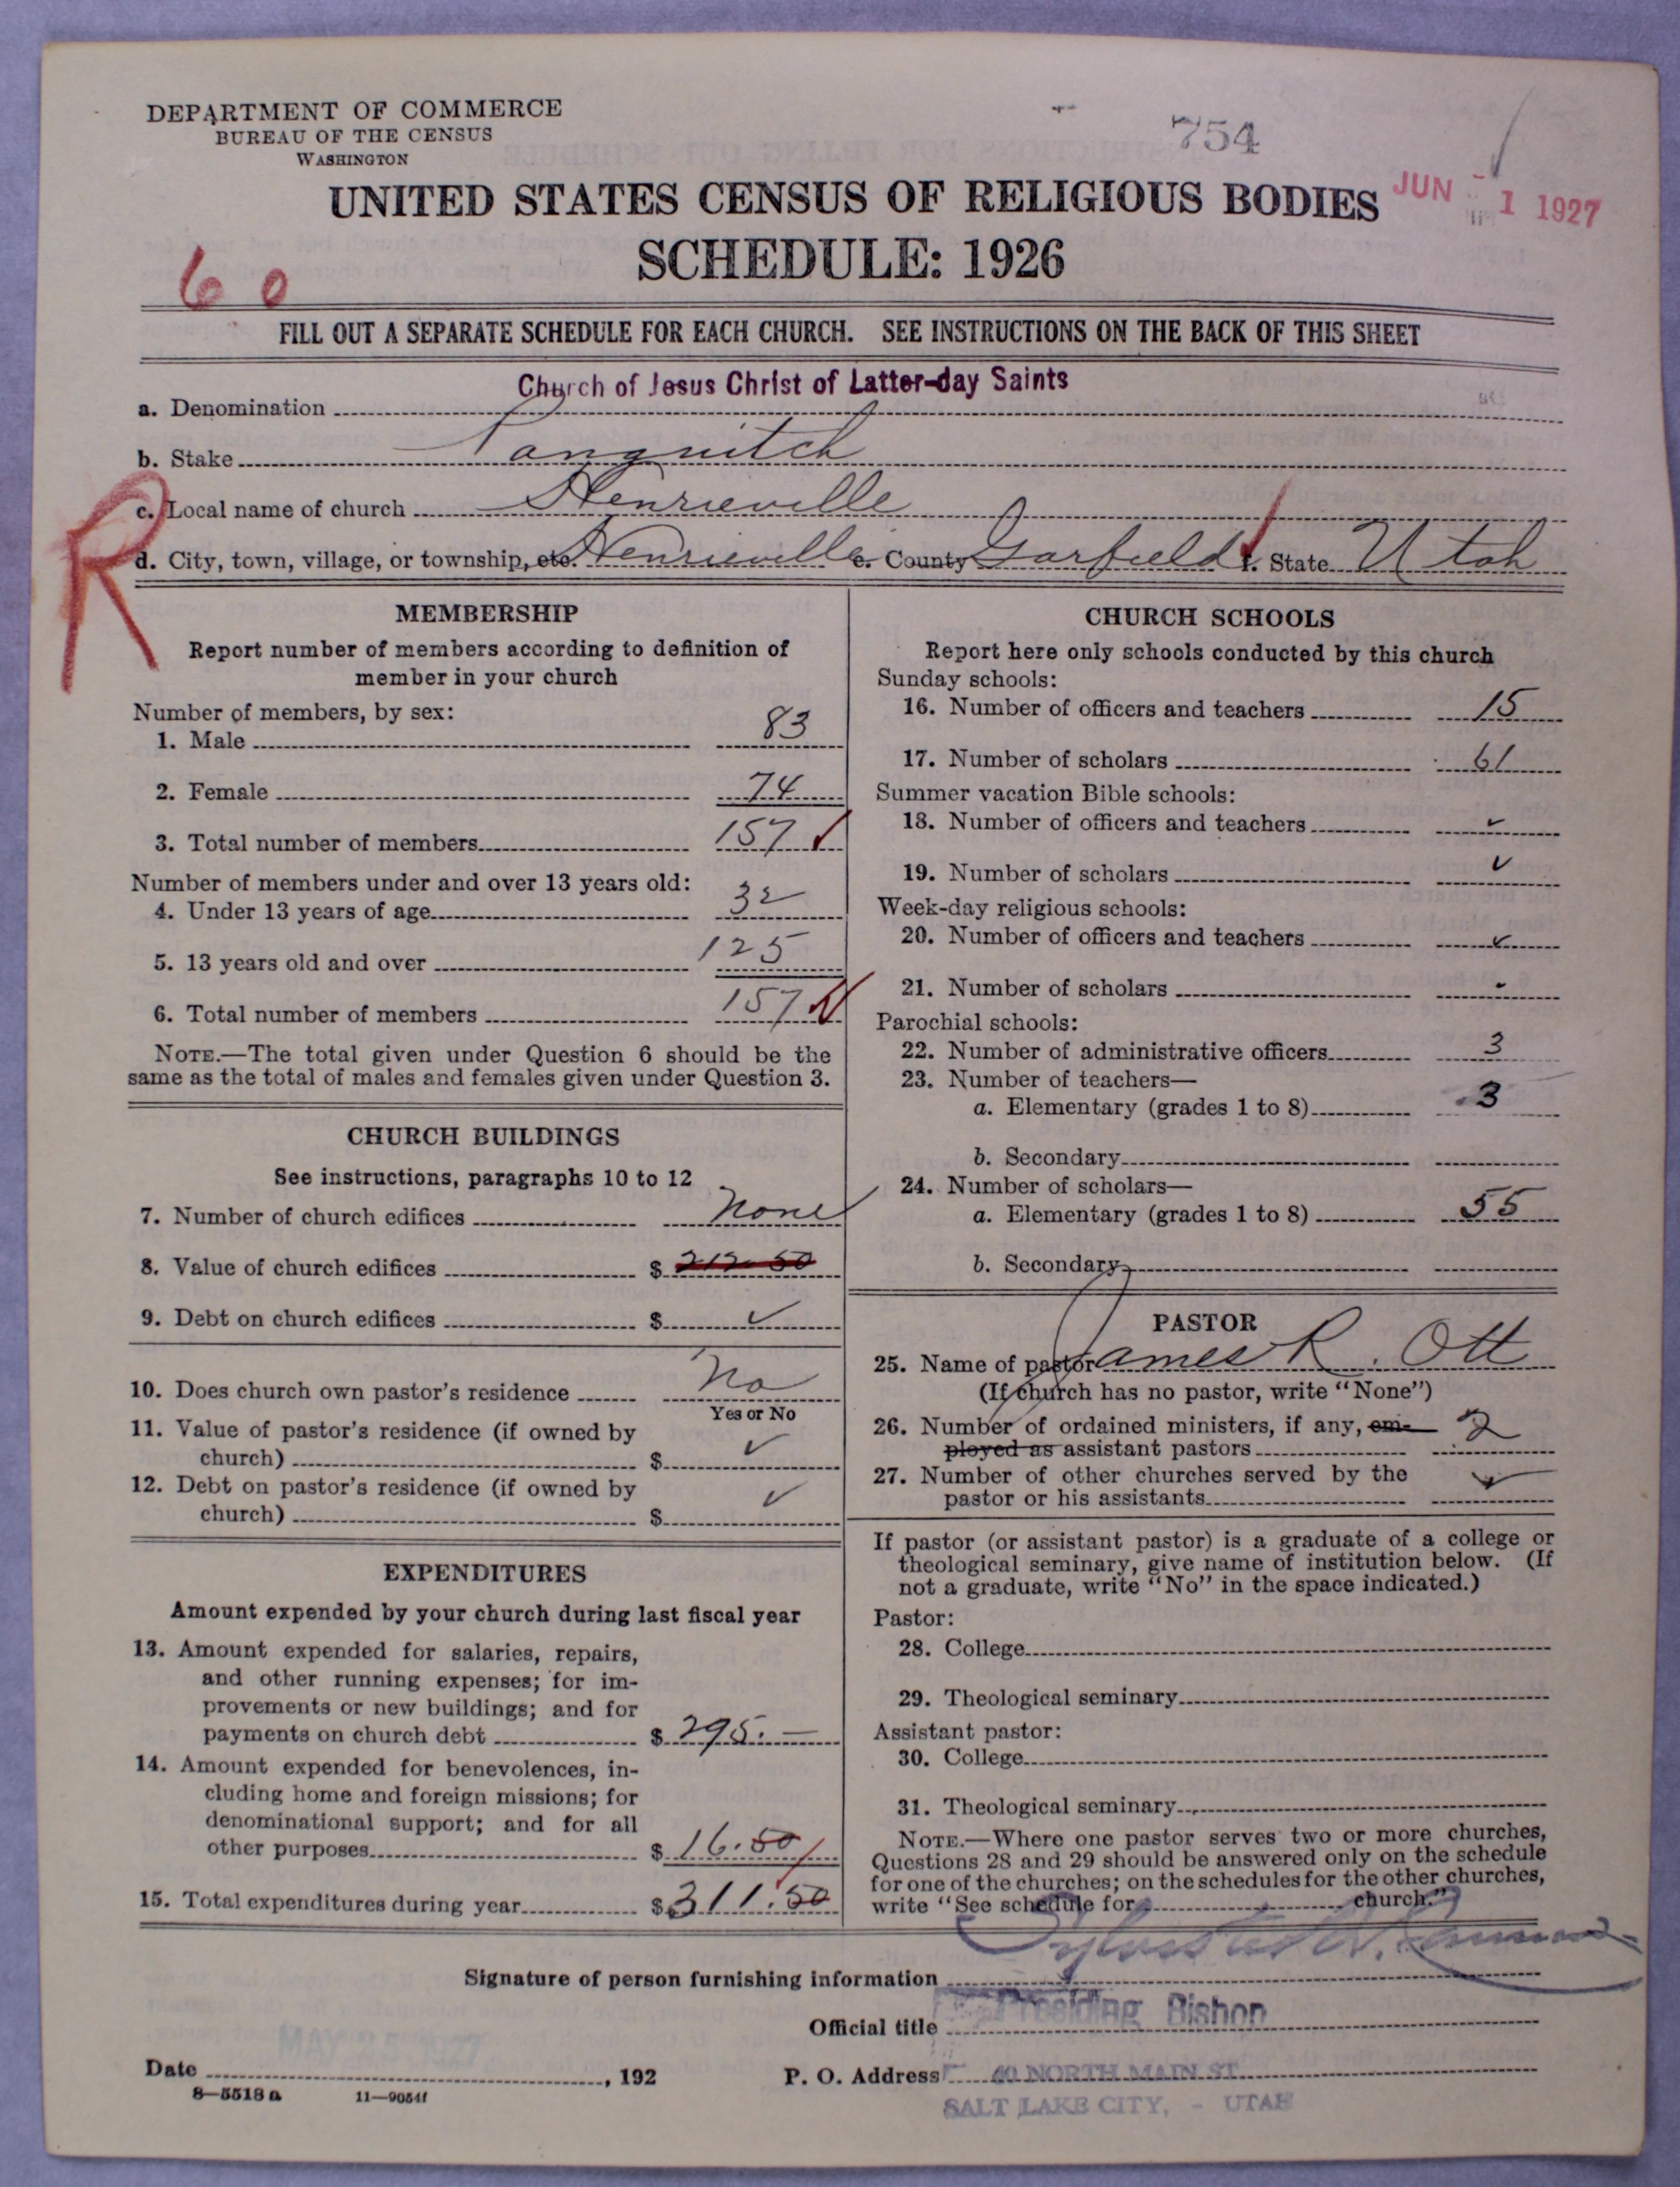 DEPARTMENT OF COMMERCE
BUREAU OF THE CENSUS
WASHINGTON
754
UNITED STATES CENSUS OF RELIGIOUS BODIES
JUN 1 1927
SCHEDULE: 1926
6 0
FILL OUT A SEPARATE SCHEDULE FOR EACH CHURCH. SEE INSTRUCTIONS ON THE BACK OF THIS SHEET
a. Denomination Church of Jesus Christ of Latter-day Saints
b. Stake Panguitch
R
c. Local name of church Henrieville
d. City, town, village, or township, etc. Henrieville e. County Garfield f. State Utah
MEMBERSHIP
Report number of members according to definition of
member in your church
Number of members, by sex:
1. Male 83
2. Female 74
3. Total number of members 157
Number of members under and over 13 years old:
4. Under 13 years of age 32
5. 13 years old and over 125
6. Total number of members 157
NOTE.—The total given under Question 6 should be the
same as the total of males and females given under Question 3.
CHURCH BUILDINGS
See instructions, paragraphs 10 to 12
7. Number of church edifices None
8. Value of church edifices $ 212.50
9. Debt on church edifices $ ✓
10. Does church own pastor's residence No
Yes or No
11. Value of pastor's residence (if owned by
church) $ ✓
12. Debt on pastor's residence (if owned by
church) $ ✓
EXPENDITURES
Amount expended by your church during last fiscal year
13. Amount expended for salaries, repairs,
and other running expenses; for im-
provements or new buildings; and for
payments on church debt $ 295.—
14. Amount expended for benevolences, in-
cluding home and foreign missions; for
denominational support; and for all
other purposes $ 16.50
15. Total expenditures during year $ 311.50
CHURCH SCHOOLS
Report here only schools conducted by this church
Sunday schools:
16. Number of officers and teachers 15
17. Number of scholars 61
Summer vacation Bible schools:
18. Number of officers and teachers ✓
19. Number of scholars ✓
Week-day religious schools:
20. Number of officers and teachers ✓
21. Number of scholars
Parochial schools:
22. Number of administrative officers 3
23. Number of teachers—
a. Elementary (grades 1 to 8) 3
b. Secondary
24. Number of scholars—
a. Elementary (grades 1 to 8) 55
b. Secondary
PASTOR
25. Name of pastor James R. Ott
(If church has no pastor, write "None")
26. Number of ordained ministers, if any, em-
ployed as assistant pastors 2
27. Number of other churches served by the
pastor or his assistants ✓
If pastor (or assistant pastor) is a graduate of a college or
theological seminary, give name of institution below. (If
not a graduate, write "No" in the space indicated.)
Pastor:
28. College
29. Theological seminary
Assistant pastor:
30. College
31. Theological seminary
NOTE.—Where one pastor serves two or more churches,
Questions 28 and 29 should be answered only on the schedule
for one of the churches; on the schedules for the other churches,
write "See schedule for church."
Signature of person furnishing information Sylvester Q. Cannon
Official title Presiding Bishop
MAY 25 1927
Date , 192
P. O. Address 40 NORTH MAIN ST.
SALT LAKE CITY, - UTAH
8—5518 a 11—9054f